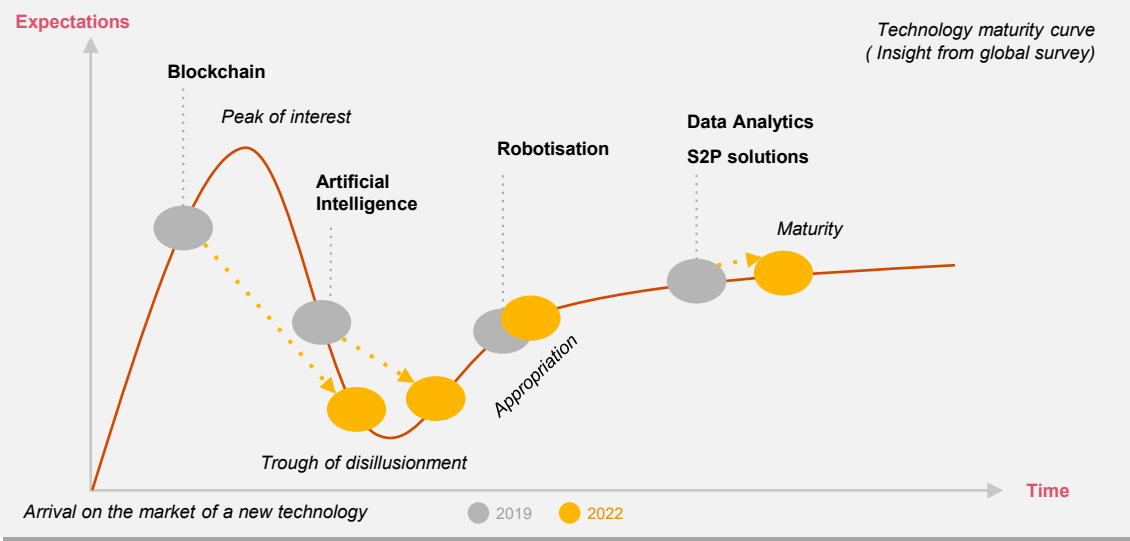 Expectations
Technology maturity curve
( Insight from global survey)
Blockchain
Peak of interest
Data Analytics
Robotisation
S2P solutions
Artificial
Intelligence
Maturity
Appropriation
Trough of disillusionment
Time
Arrival on the market of a new technology
2019
2022